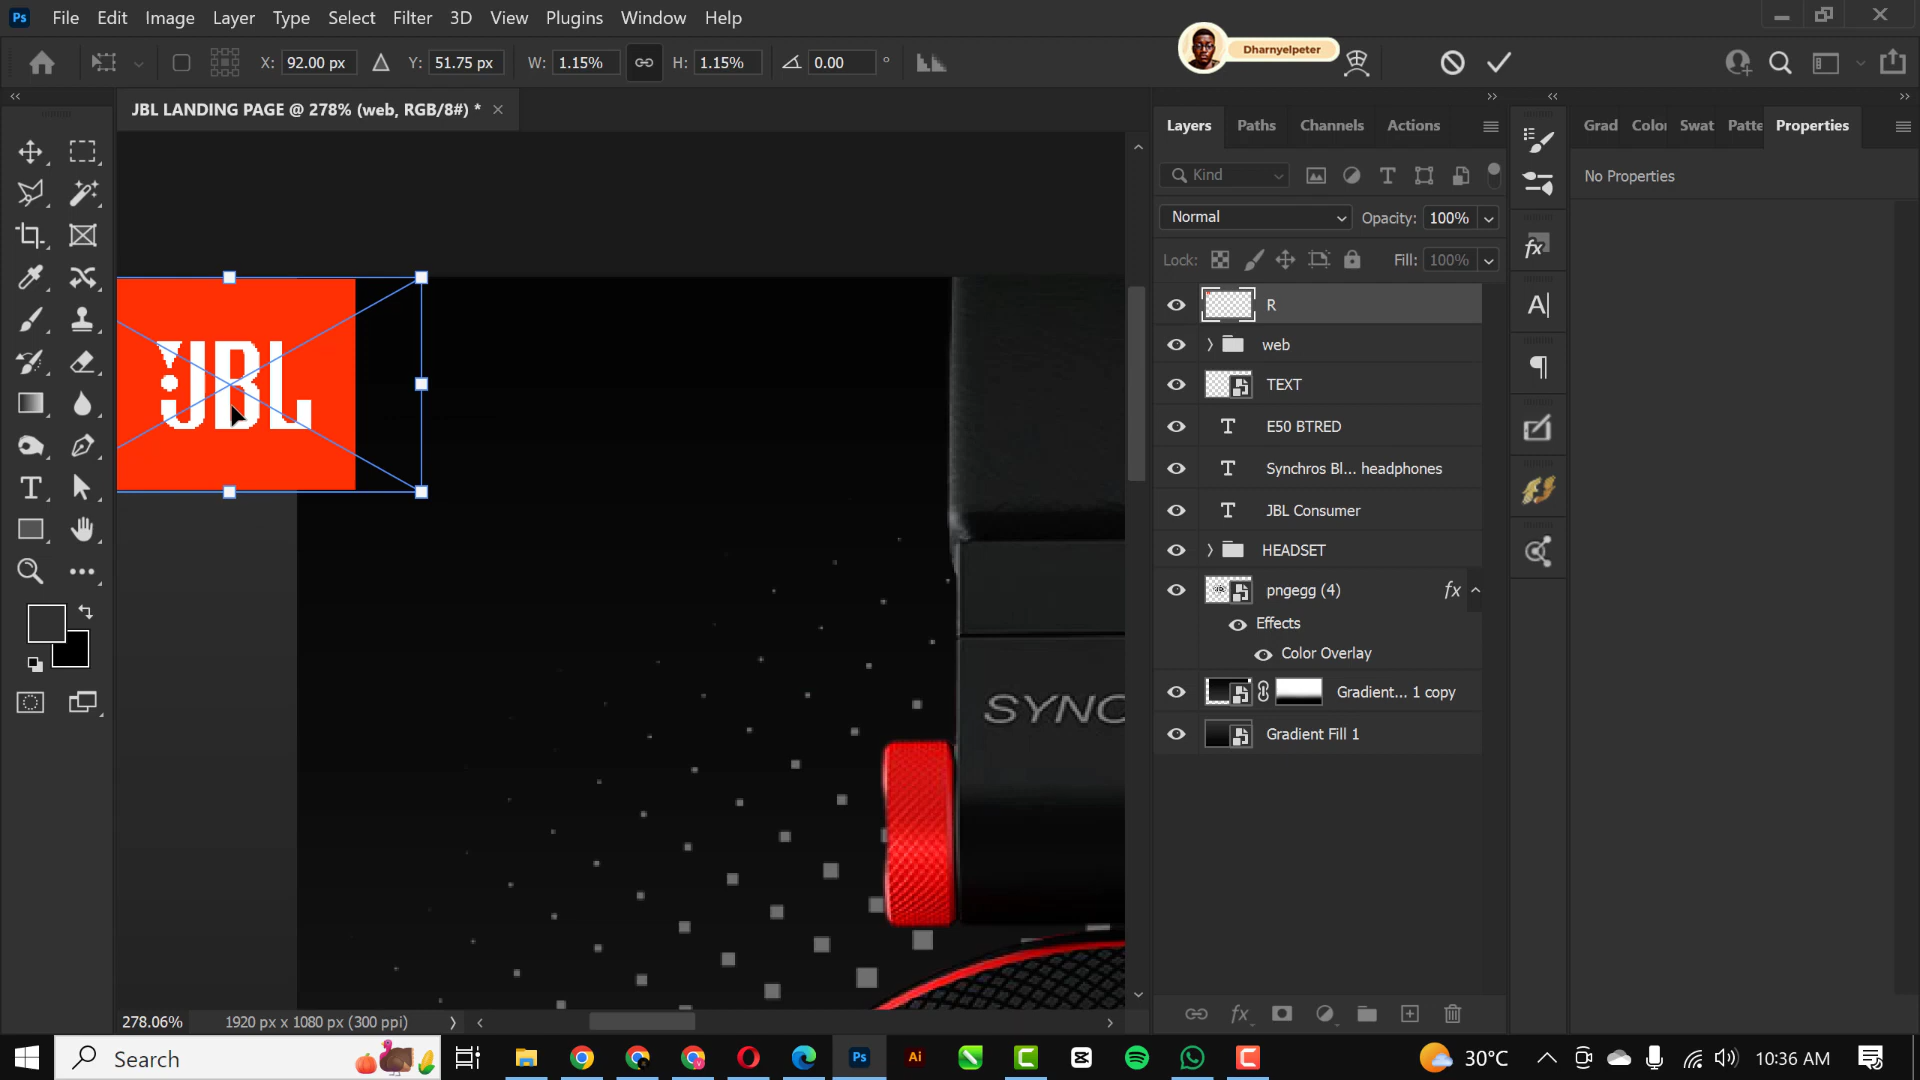 Ps File Edit Image Layer Type Select Filter 3D View Plugins Window Help
X: 92.00 px Y: 51.75 px W: 1.15% H: 1.15% 0.00 °
Dharnyelpeter
JBL LANDING PAGE @ 278% (web, RGB/8#) *
Layers Paths Channels Actions
Grad Color Swat Patte Properties
Kind
No Properties
Normal Opacity: 100%
Lock: Fill: 100%
R
web
TEXT
E50 BTRED
Synchros Bl... headphones
JBL Consumer
HEADSET
pngegg (4) fx
Effects
Color Overlay
Gradient... 1 copy
Gradient Fill 1
JBL
SYNC
278.06% 1920 px x 1080 px (300 ppi)
fx
Search
Ps
Ai
30°C
10:36 AM